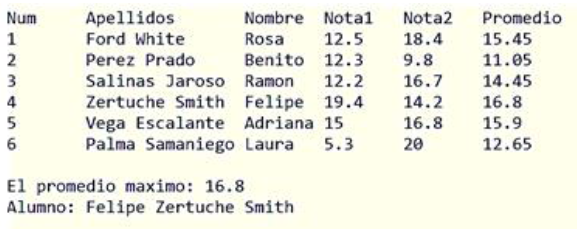 Num Apellidos Nombre Nota1 Nota2 Promedio
1 Ford White Rosa 12.5 18.4 15.45
2 Perez Prado Benito 12.3 9.8 11.05
3 Salinas Jaroso Ramon 12.2 16.7 14.45
4 Zertuche Smith Felipe 19.4 14.2 16.8
5 Vega Escalante Adriana 15 16.8 15.9
6 Palma Samaniego Laura 5.3 20 12.65
El promedio maximo: 16.8
Alumno: Felipe Zertuche Smith